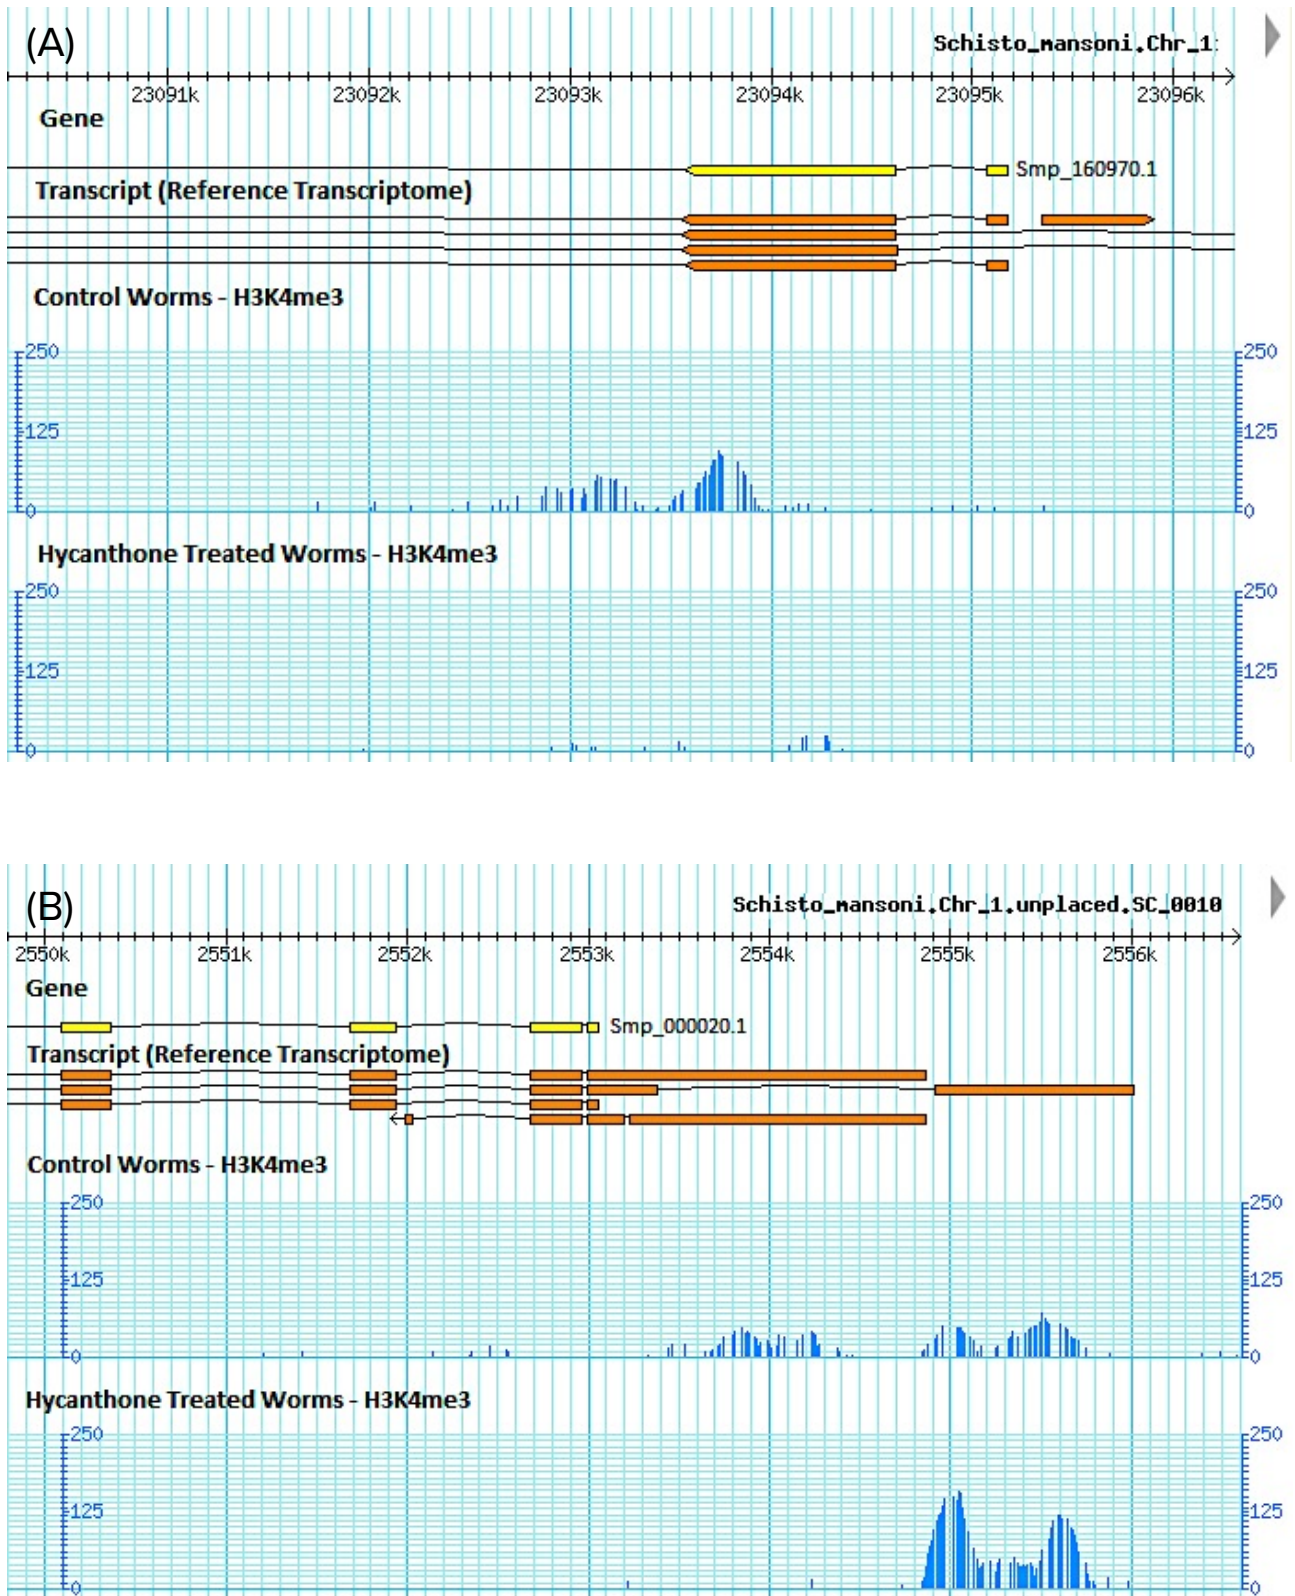 (A)
Schisto_mansoni.Chr_1:
23091k 23092k 23093k 23094k 23095k 23096k
Gene
Smp_160970.1
Transcript (Reference Transcriptome)
Control Worms - H3K4me3
250 250
125 125
0 0
Hycanthone Treated Worms - H3K4me3
250 250
125 125
0 0
(B)
Schisto_mansoni.Chr_1.unplaced.SC_0010
2550k 2551k 2552k 2553k 2554k 2555k 2556k
Gene
Smp_000020.1
Transcript (Reference Transcriptome)
Control Worms - H3K4me3
250 250
125 125
0 0
Hycanthone Treated Worms - H3K4me3
250 250
125 125
0 0